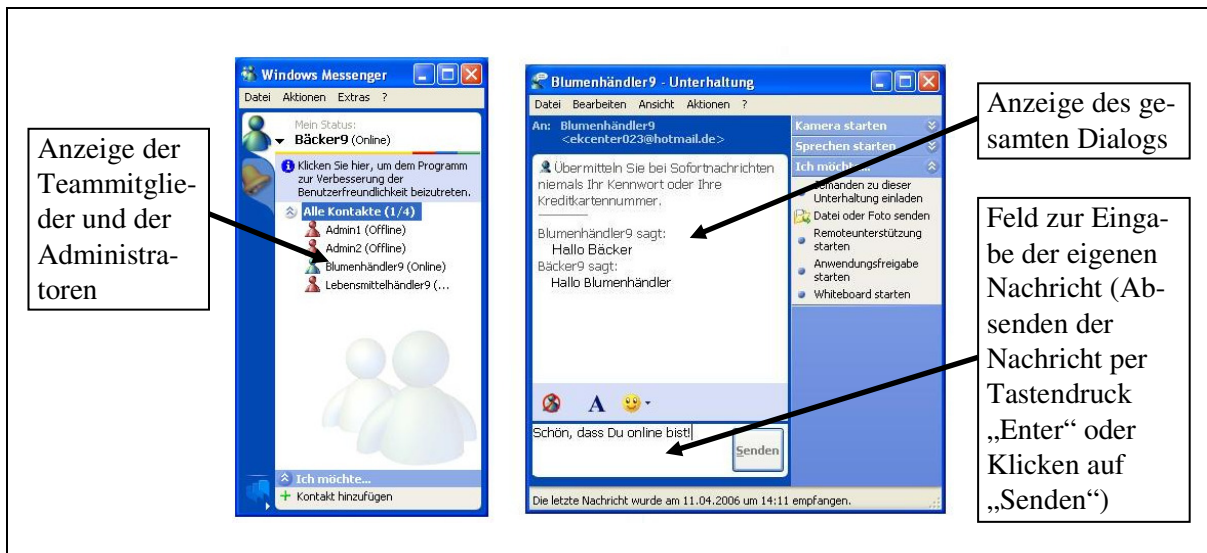 Anzeige der
Teammitglie-
der und der
Administra-
toren
Windows Messenger
Datei Aktionen Extras ?
Mein Status:
Bäcker9 (Online)
Klicken Sie hier, um dem Programm
zur Verbesserung der
Benutzerfreundlichkeit beizutreten.
Alle Kontakte (1/4)
Admin1 (Offline)
Admin2 (Offline)
Blumenhändler9 (Online)
Lebensmittelhändler9 (...
Ich möchte...
Kontakt hinzufügen
Blumenhändler9 - Unterhaltung
Datei Bearbeiten Ansicht Aktionen ?
An: Blumenhändler9
<ekcenter023@hotmail.de>
Übermitteln Sie bei Sofortnachrichten
niemals Ihr Kennwort oder Ihre
Kreditkartennummer.
Blumenhändler9 sagt:
Hallo Bäcker
Bäcker9 sagt:
Hallo Blumenhändler
A
Schön, dass Du online bist!
Senden
Die letzte Nachricht wurde am 11.04.2006 um 14:11 empfangen.
Kamera starten
Sprechen starten
Ich möchte...
Jemanden zu dieser
Unterhaltung einladen
Datei oder Foto senden
Remoteunterstützung
starten
Anwendungsfreigabe
starten
Whiteboard starten
Anzeige des ge-
samten Dialogs
Feld zur Einga-
be der eigenen
Nachricht (Ab-
senden der
Nachricht per
Tastendruck
„Enter“ oder
Klicken auf
„Senden“)